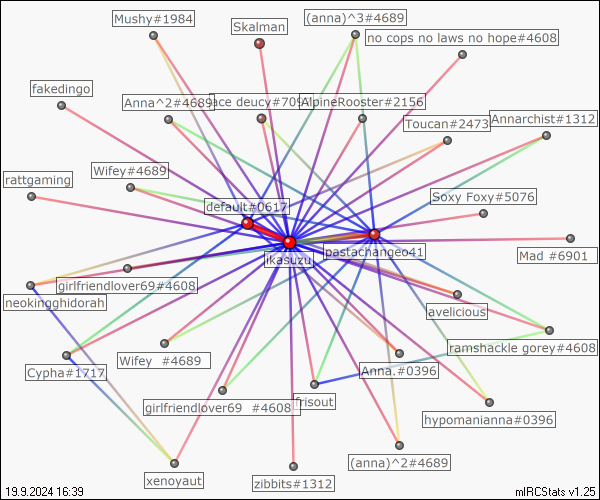 Mushy#1984
Skalman
(anna)^3#4689
no cops no laws no hope#4608
fakedingo
Anna^2#4689
ace deucy#709
AlpineRooster#2156
Toucan#2473
Annarchist#1312
Wifey#4689
rattgaming
default#0617
Soxy Foxy#5076
ikasuzu
pastachangeo41
Mad #6901
girlfriendlover69#4608
neokingghidorah
avelicious
ramshackle gorey#4608
Wifey  #4689
Cypha#1717
Anna.#0396
girlfriendlover69  #4608
frisout
hypomanianna#0396
(anna)^2#4689
xenoyaut
zibbits#1312
19.9.2024 16:39
mIRCStats v1.25